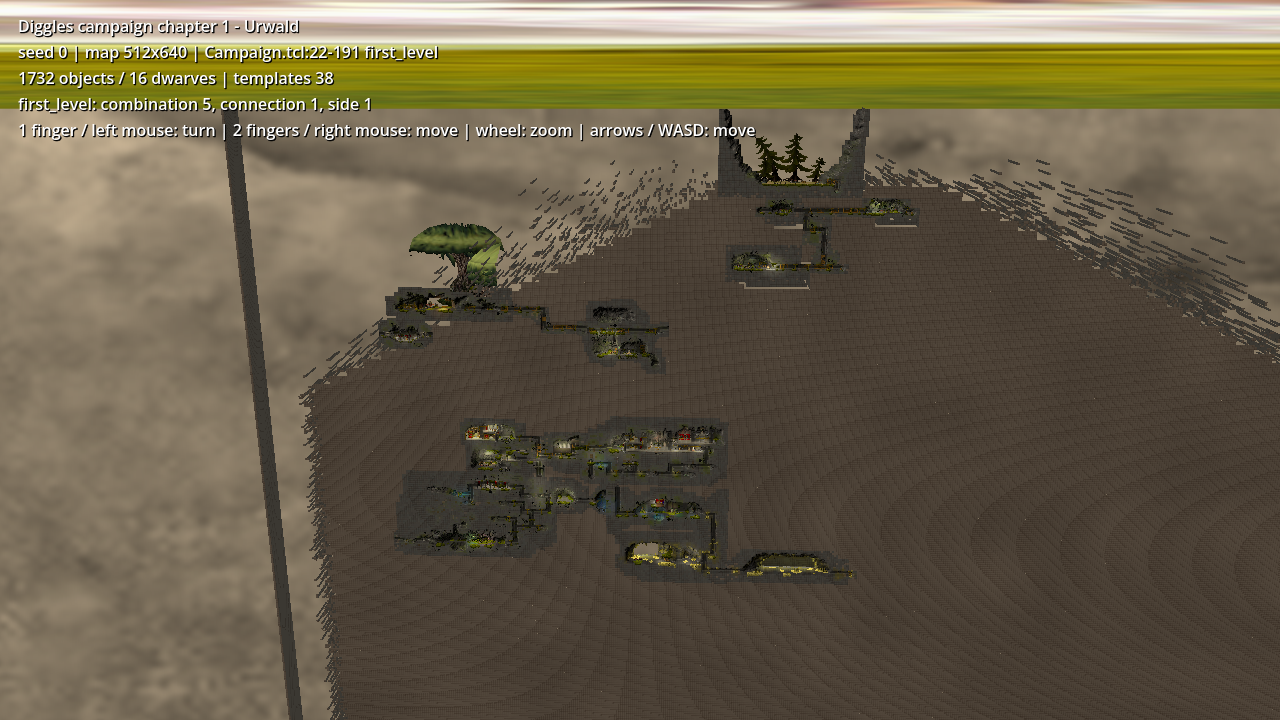 Diggles campaign chapter 1 - Urwald
seed 0 | map 512x640 | Campaign.tcl:22-191 first_level
1732 objects / 16 dwarves | templates 38
first_level: combination 5, connection 1, side 1
1 finger / left mouse: turn | 2 fingers / right mouse: move | wheel: zoom | arrows / WASD: move